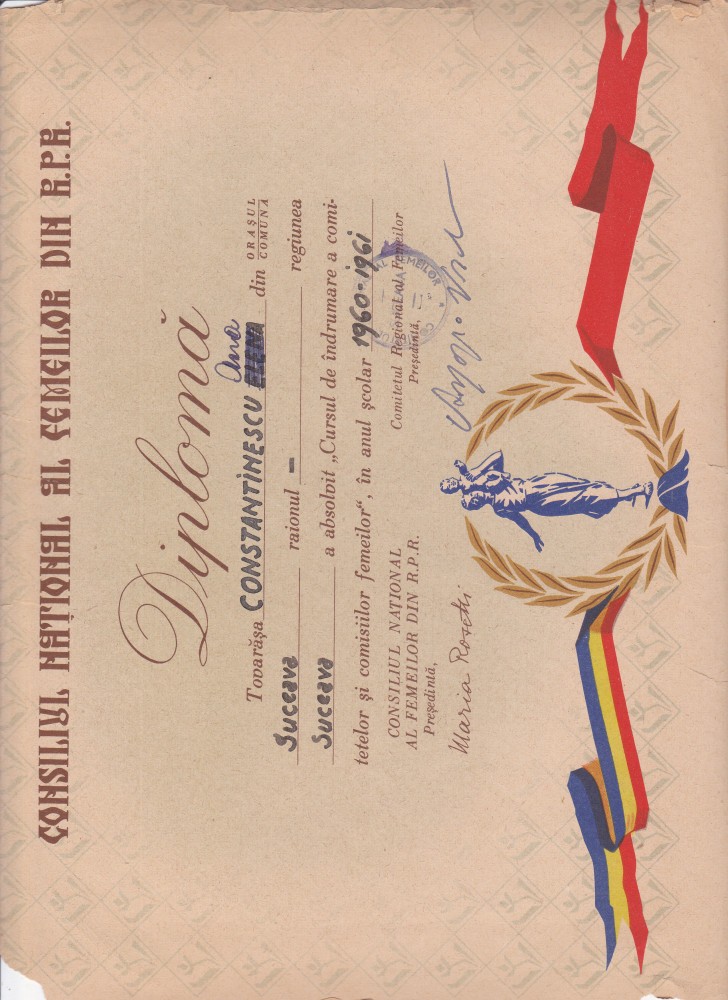 CONSILIUL NAȚIONAL AL FEMEILOR DIN R.P.R.
Diplomă
Tovarășa CONSTANTINESCU Ana din ORAȘUL COMUNĂ
Suceava raionul – regiunea
Suceava a absolvit „Cursul de îndrumare a comi-
tetelor și comisiilor femeilor“, în anul școlar 1960-1961
CONSILIUL NAȚIONAL
AL FEMEILOR DIN R.P.R.
Președintă,
Maria Rosetti
Comitetul Regional al Femeilor
Președintă,